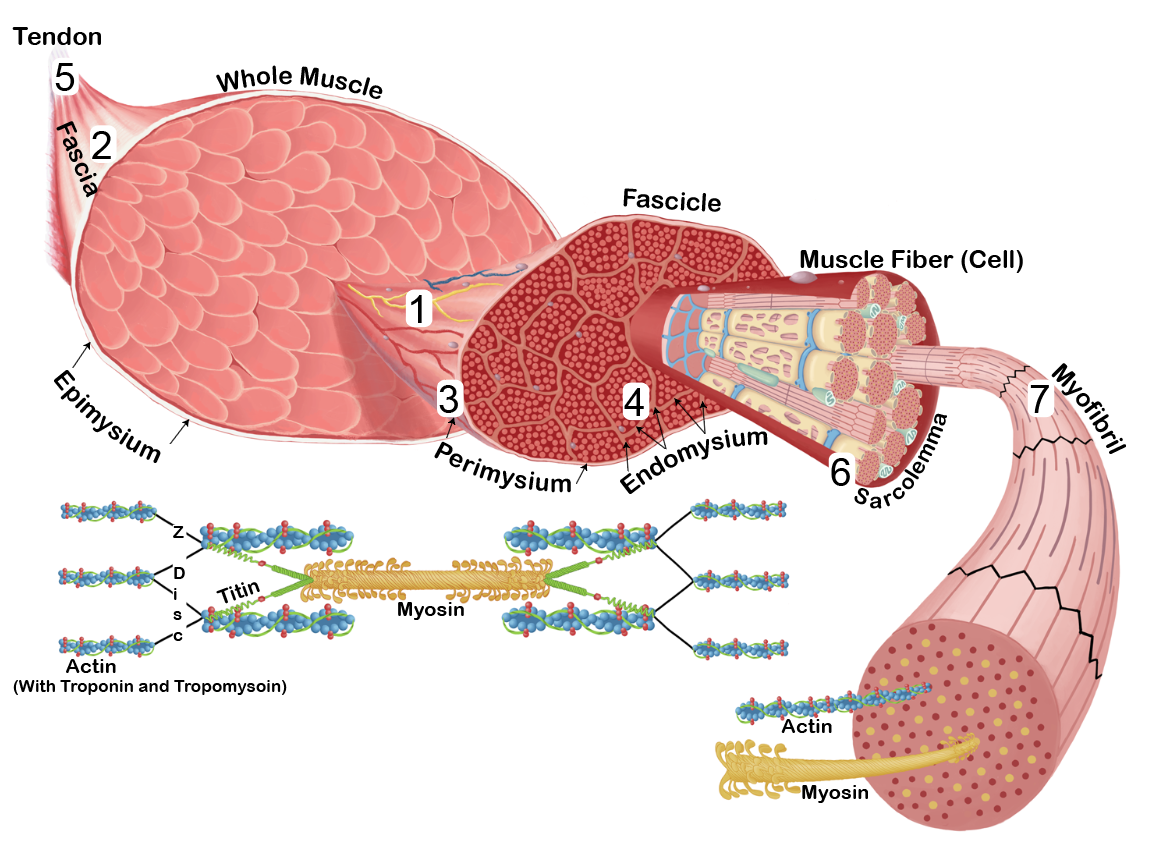 Tendon
5
Whole Muscle
2
Fascia
Fascicle
Muscle Fiber (Cell)
1
3
4
7
Myofibril
Epimysium
Perimysium
Endomysium
6
Sarcolemma
Z
D
i
s
c
Titin
Myosin
Actin
(With Troponin and Tropomysoin)
Actin
Myosin